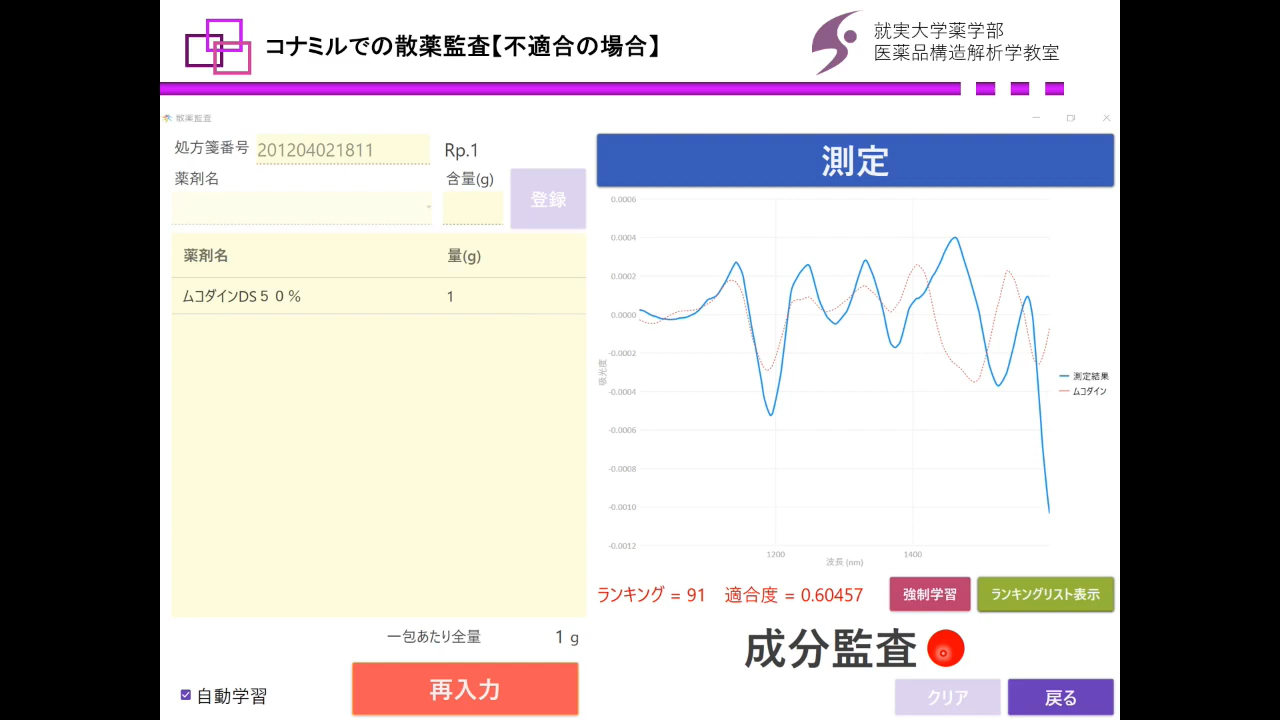 コナミルでの散薬監査【不適合の場合】
就実大学薬学部
医薬品構造解析学教室
散薬監査
処方箋番号 201204021811 Rp.1
薬剤名 含量(g)
登録
薬剤名 量(g)
ムコダインDS５０％ 1
一包あたり全量 1 g
自動学習
再入力
測定
0.0006
0.0004
0.0002
0.0000
-0.0002
-0.0004
-0.0006
-0.0008
-0.0010
-0.0012
吸光度
1200 1400
波長 (nm)
測定結果
ムコダイン
ランキング = 91 適合度 = 0.60457
強制学習
ランキングリスト表示
成分監査
クリア
戻る